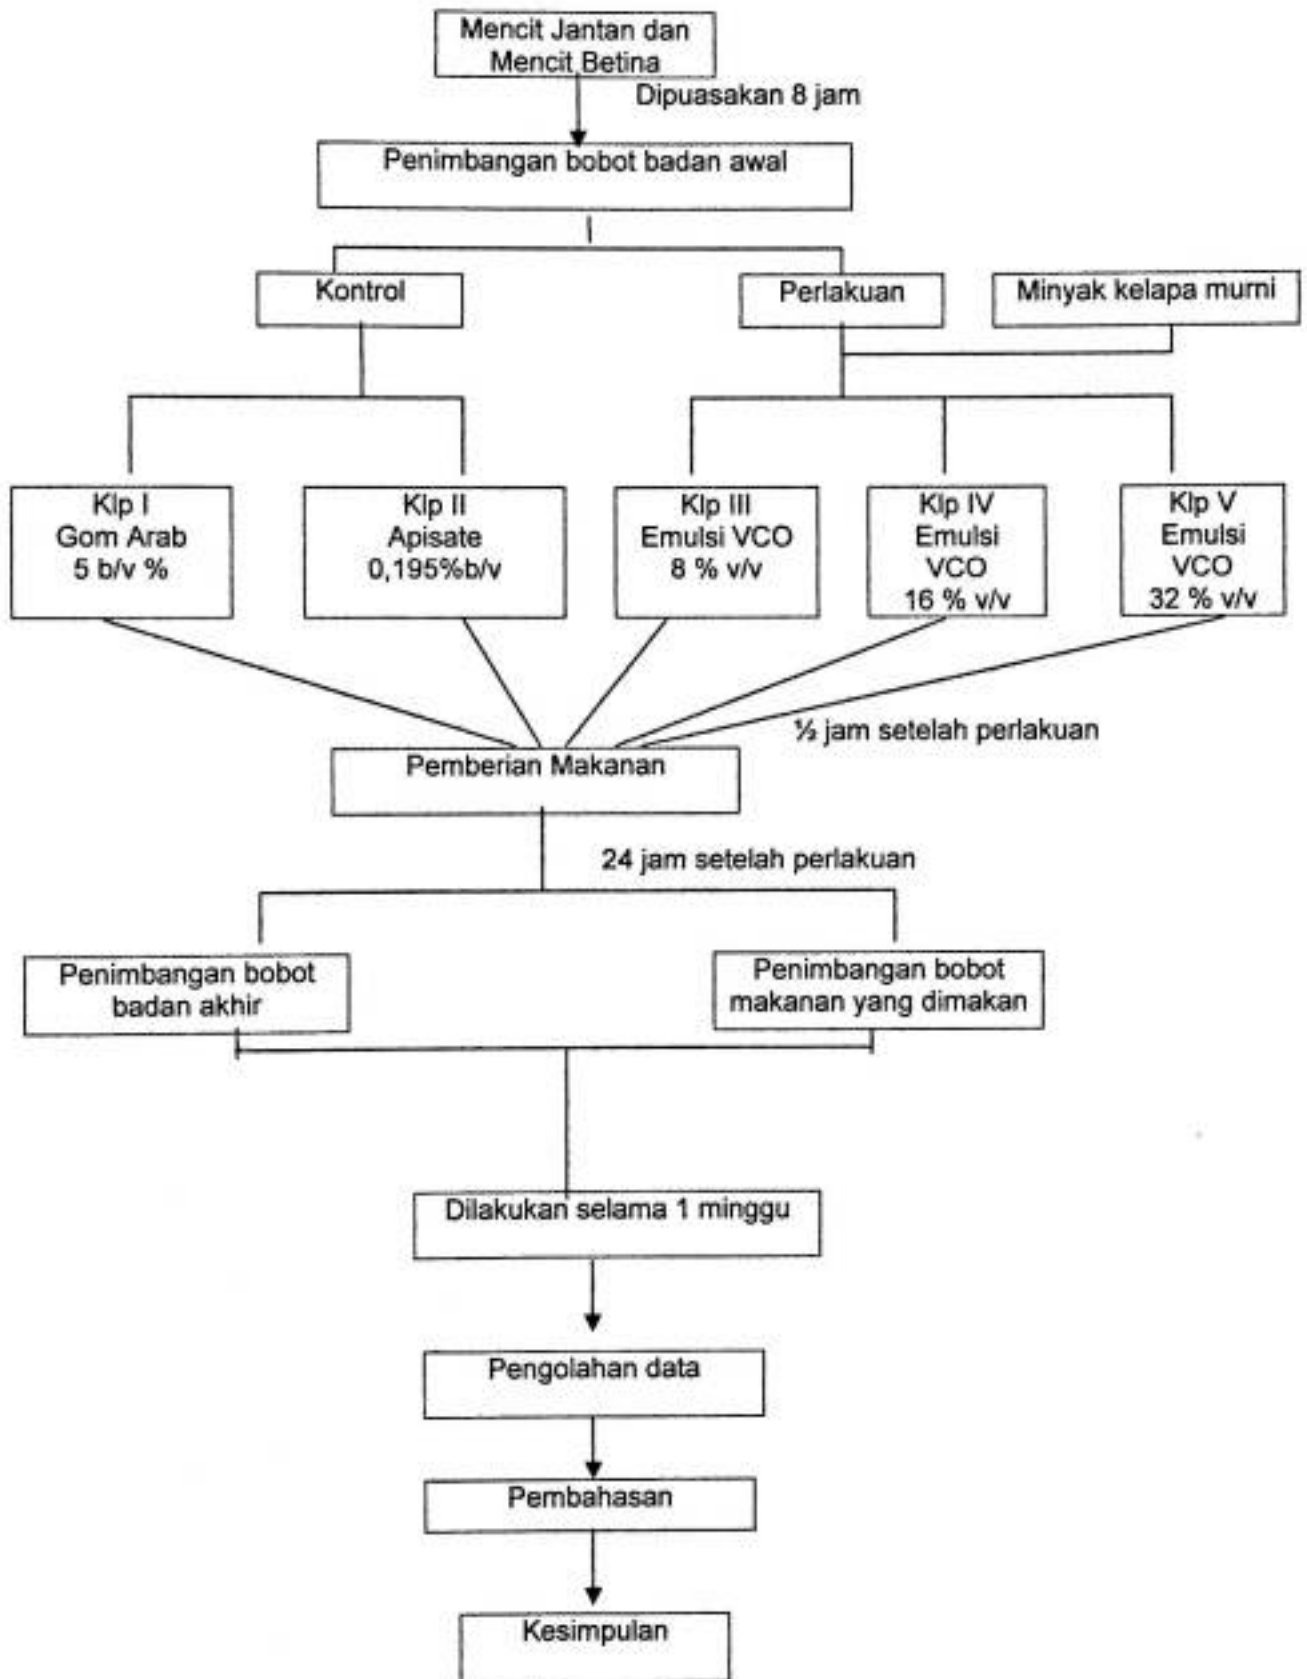 Mencit Jantan dan
Mencit Betina
Dipuasakan 8 jam
Penimbangan bobot badan awal
Kontrol
Perlakuan
Minyak kelapa murni
Klp I
Gom Arab
5 b/v %
Klp II
Apisate
0,195%b/v
Klp III
Emulsi VCO
8 % v/v
Klp IV
Emulsi
VCO
16 % v/v
Klp V
Emulsi
VCO
32 % v/v
½ jam setelah perlakuan
Pemberian Makanan
24 jam setelah perlakuan
Penimbangan bobot
badan akhir
Penimbangan bobot
makanan yang dimakan
Dilakukan selama 1 minggu
Pengolahan data
Pembahasan
Kesimpulan